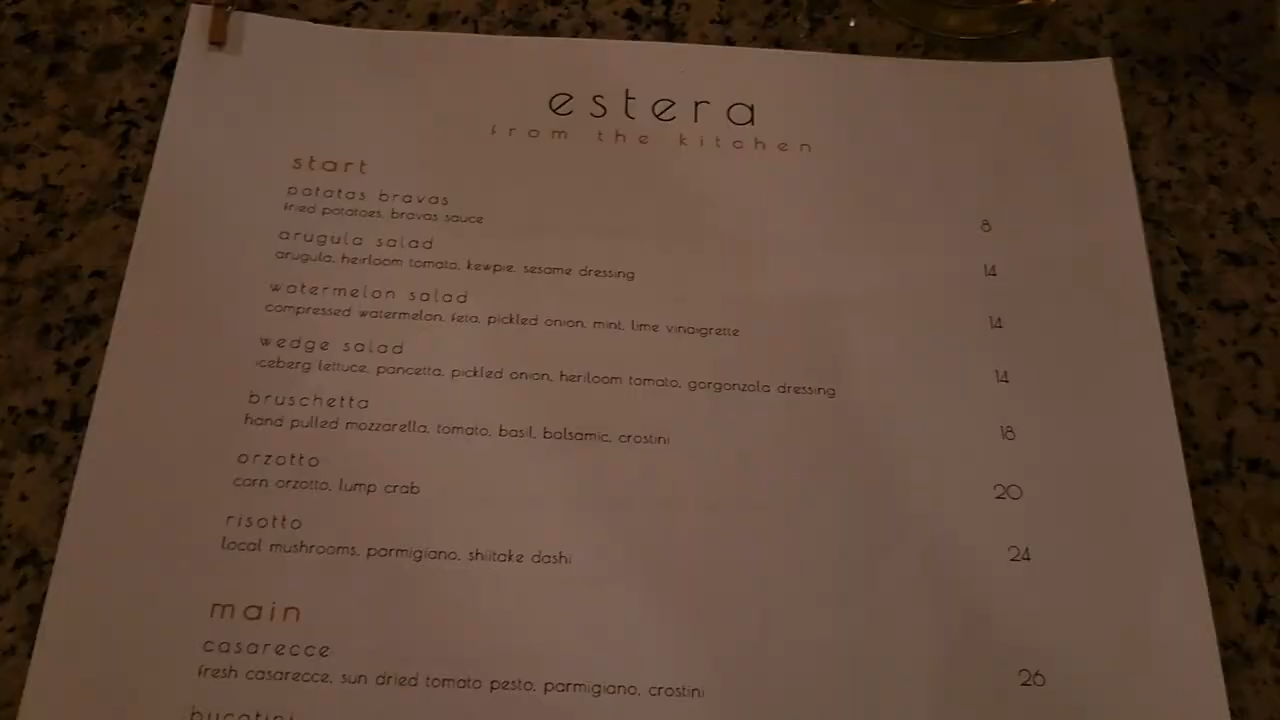 estera
from the kitchen
start
patatas bravas
fried potatoes, bravas sauce
8
arugula salad
arugula, heirloom tomato, kewpie, sesame dressing
14
watermelon salad
compressed watermelon, feta, pickled onion, mint, lime vinaigrette
14
wedge salad
iceberg lettuce, pancetta, pickled onion, heriloom tomato, gorgonzola dressing
14
bruschetta
hand pulled mozzarella, tomato, basil, balsamic, crostini
18
orzotto
corn orzotto, lump crab
20
risotto
local mushrooms, parmigiano, shiitake dashi
24
main
casarecce
fresh casarecce, sun dried tomato pesto, parmigiano, crostini
26
bucatini